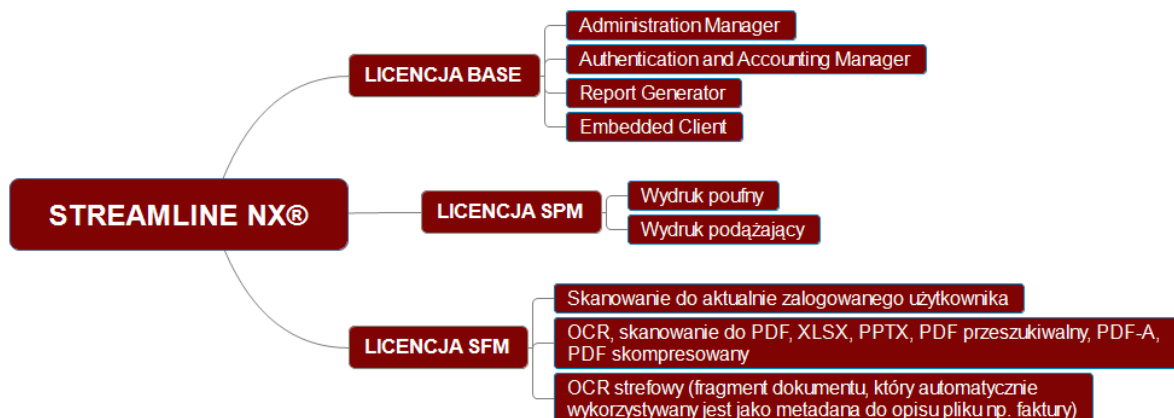 STREAMLINE NX®
LICENCJA BASE
Administration Manager
Authentication and Accounting Manager
Report Generator
Embedded Client
LICENCJA SPM
Wydruk poufny
Wydruk podążający
LICENCJA SFM
Skanowanie do aktualnie zalogowanego użytkownika
OCR, skanowanie do PDF, XLSX, PPTX, PDF przeszukiwalny, PDF-A,
PDF skompresowany
OCR strefowy (fragment dokumentu, który automatycznie
wykorzystywany jest jako metadana do opisu pliku np. faktury)